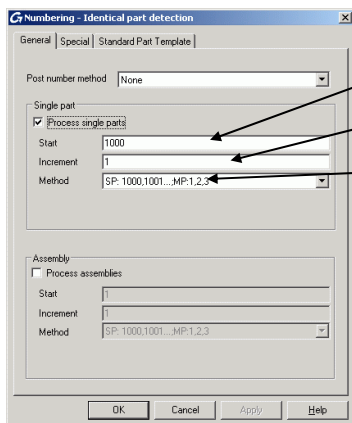 Numbering - Identical part detection
General Special Standard Part Template
Post number method None
Single part
Process single parts
Start 1000
Increment 1
Method SP: 1000,1001...;MP:1,2,3
Assembly
Process assemblies
Start 1
Increment 1
Method SP: 1000,1001...;MP:1,2,3
OK Cancel Apply Help